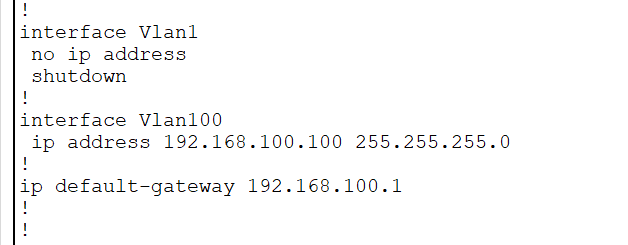 !
interface Vlan1
 no ip address
 shutdown
!
interface Vlan100
 ip address 192.168.100.100 255.255.255.0
!
ip default-gateway 192.168.100.1
!
!